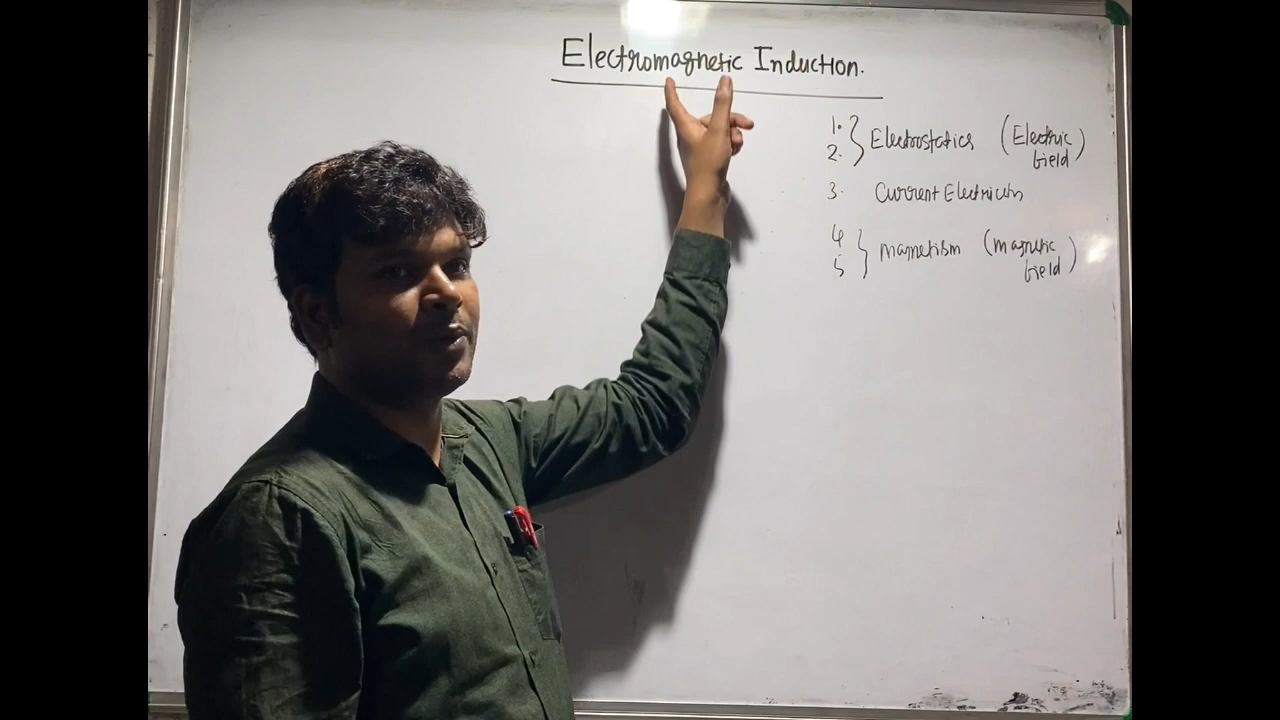 Electromagnetic Induction.
1.
2. } Electrostatics (Electric field)
3. Current Electricity
4
5 } magnetism (magnetic field)